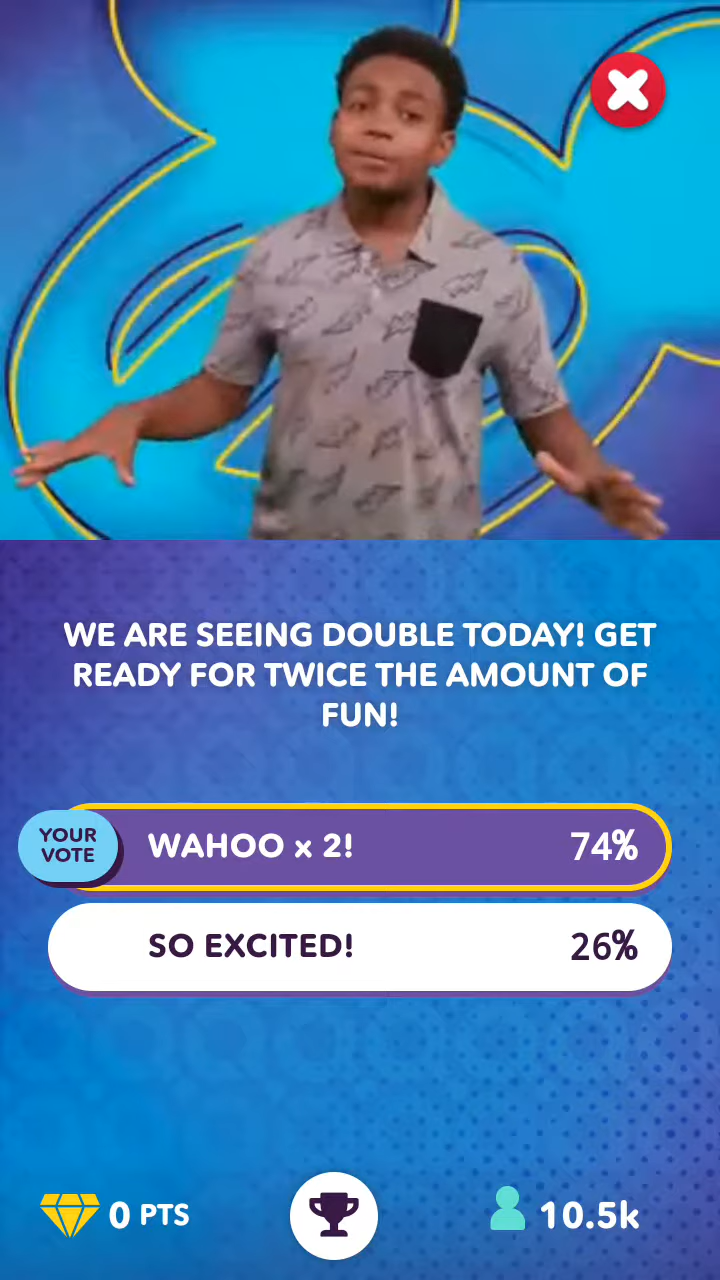 WE ARE SEEING DOUBLE TODAY! GET
READY FOR TWICE THE AMOUNT OF
FUN!
YOUR
VOTE
WAHOO x 2!
74%
SO EXCITED!
26%
0 PTS
10.5k